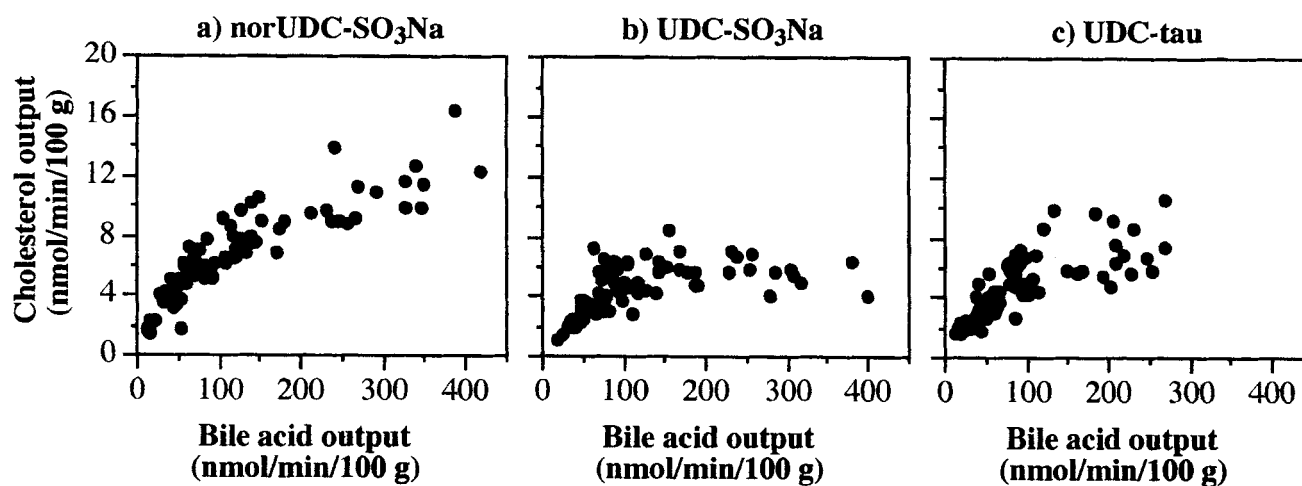 a) norUDC-SO3Na
b) UDC-SO3Na
c) UDC-tau
Cholesterol output
(nmol/min/100 g)
20
16
12
8
4
0
0 100 200 300 400
0 100 200 300 400
0 100 200 300 400
Bile acid output
(nmol/min/100 g)
Bile acid output
(nmol/min/100 g)
Bile acid output
(nmol/min/100 g)